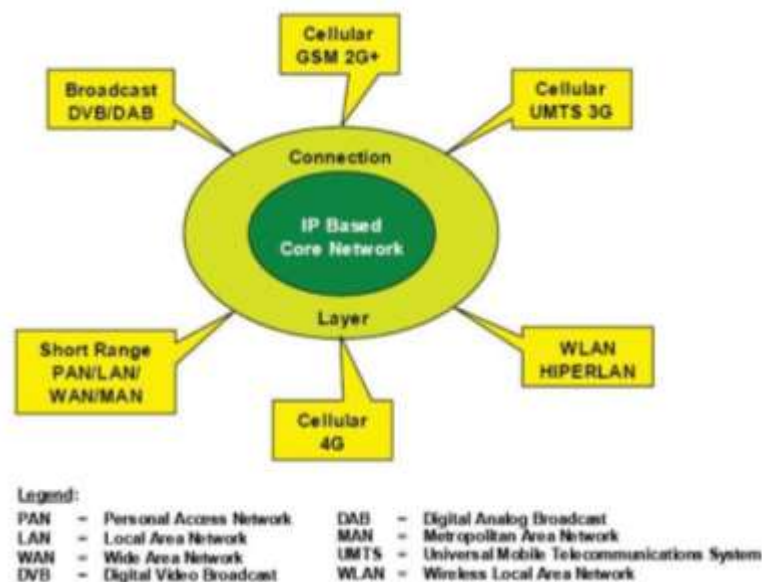 Cellular
GSM 2G+
Broadcast
DVB/DAB
Cellular
UMTS 3G
Connection
IP Based
Core Network
Layer
Short Range
PAN/LAN/
WAN/MAN
WLAN
HIPERLAN
Cellular
4G
Legend:
PAN = Personal Access Network
LAN = Local Area Network
WAN = Wide Area Network
DVB = Digital Video Broadcast
DAB = Digital Analog Broadcast
MAN = Metropolitan Area Network
UMTS = Universal Mobile Telecommunications System
WLAN = Wireless Local Area Network